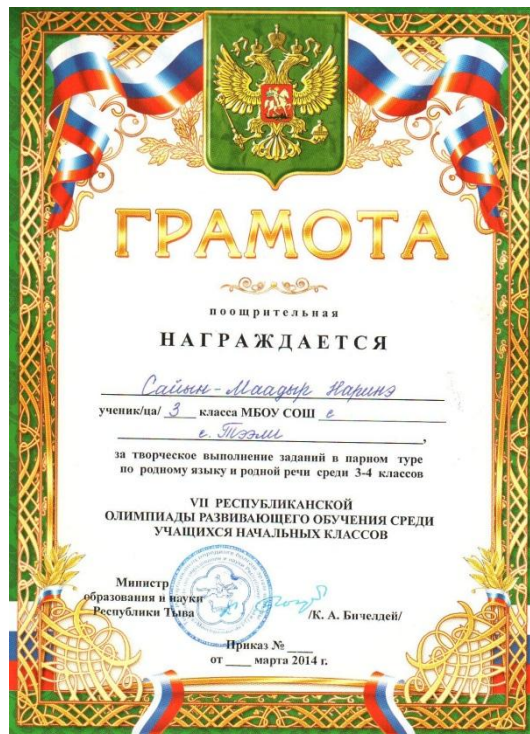 ГРАМОТА
поощрительная
НАГРАЖДАЕТСЯ
Сайын-Маадыр Наринэ
ученик/ца/ 3 класса МБОУ СОШ с
с. Тээли,
за творческое выполнение заданий в парном туре
по родному языку и родной речи среди 3-4 классов
VII РЕСПУБЛИКАНСКОЙ
ОЛИМПИАДЫ РАЗВИВАЮЩЕГО ОБУЧЕНИЯ СРЕДИ
УЧАЩИХСЯ НАЧАЛЬНЫХ КЛАССОВ
Министр
образования и науки
Республики Тыва /К. А. Бичелдей/
Приказ № ____
от ____ марта 2014 г.